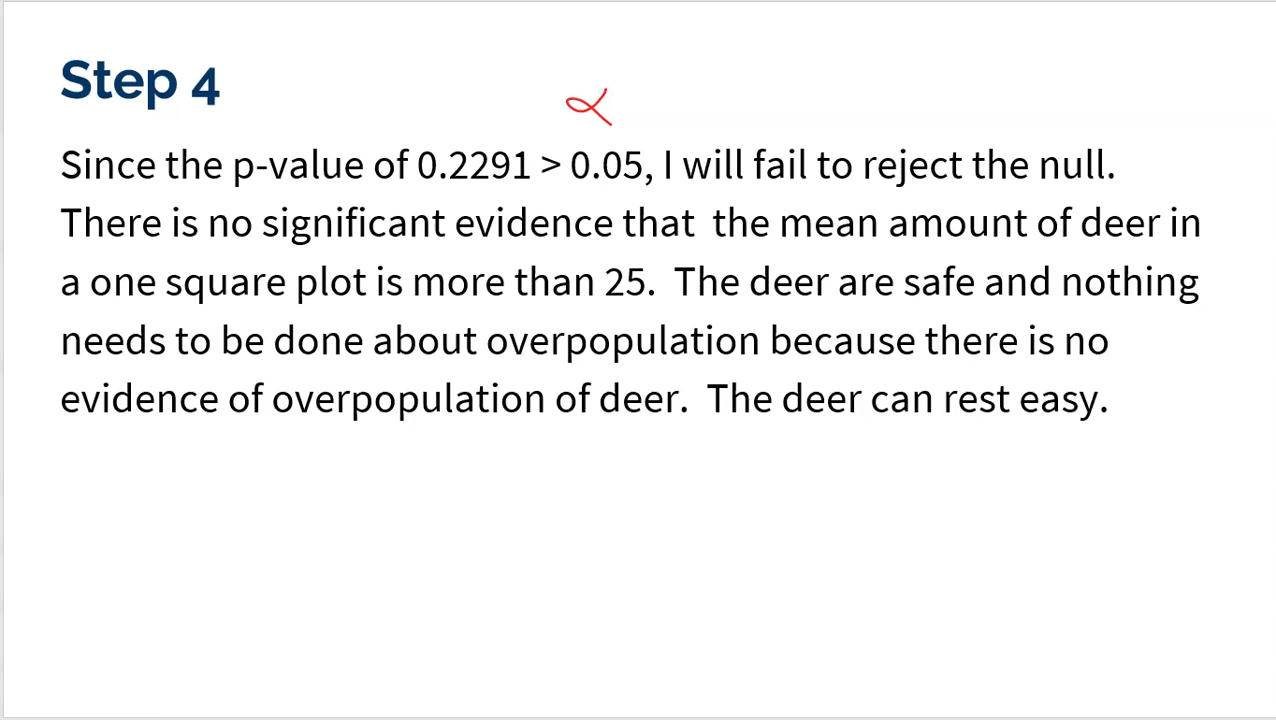 Step 4
α
Since the p-value of 0.2291 > 0.05, I will fail to reject the null.
There is no significant evidence that  the mean amount of deer in
a one square plot is more than 25.  The deer are safe and nothing
needs to be done about overpopulation because there is no
evidence of overpopulation of deer.  The deer can rest easy.